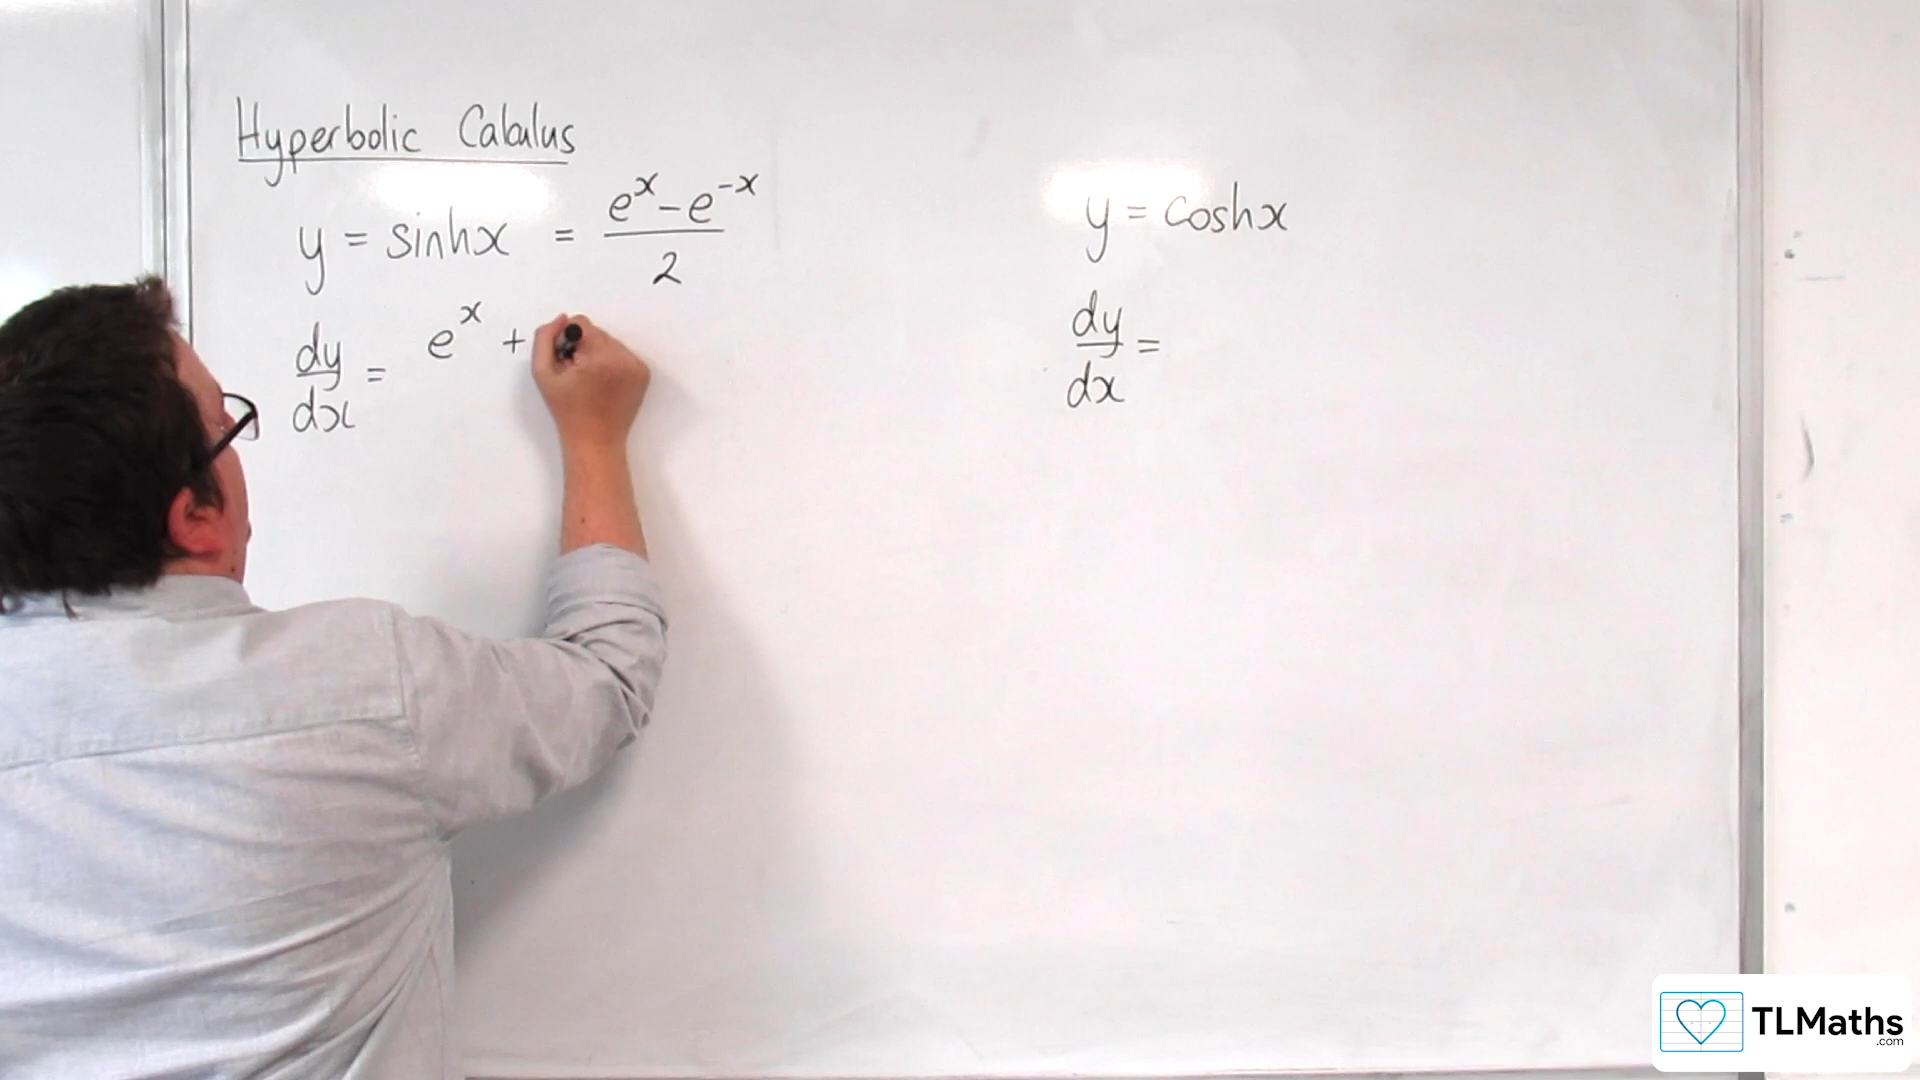 Hyperbolic Calculus
y = sinhx = (e^x - e^-x)/2
dy/dx = e^x +
y = coshx
dy/dx =
TLMaths
.com